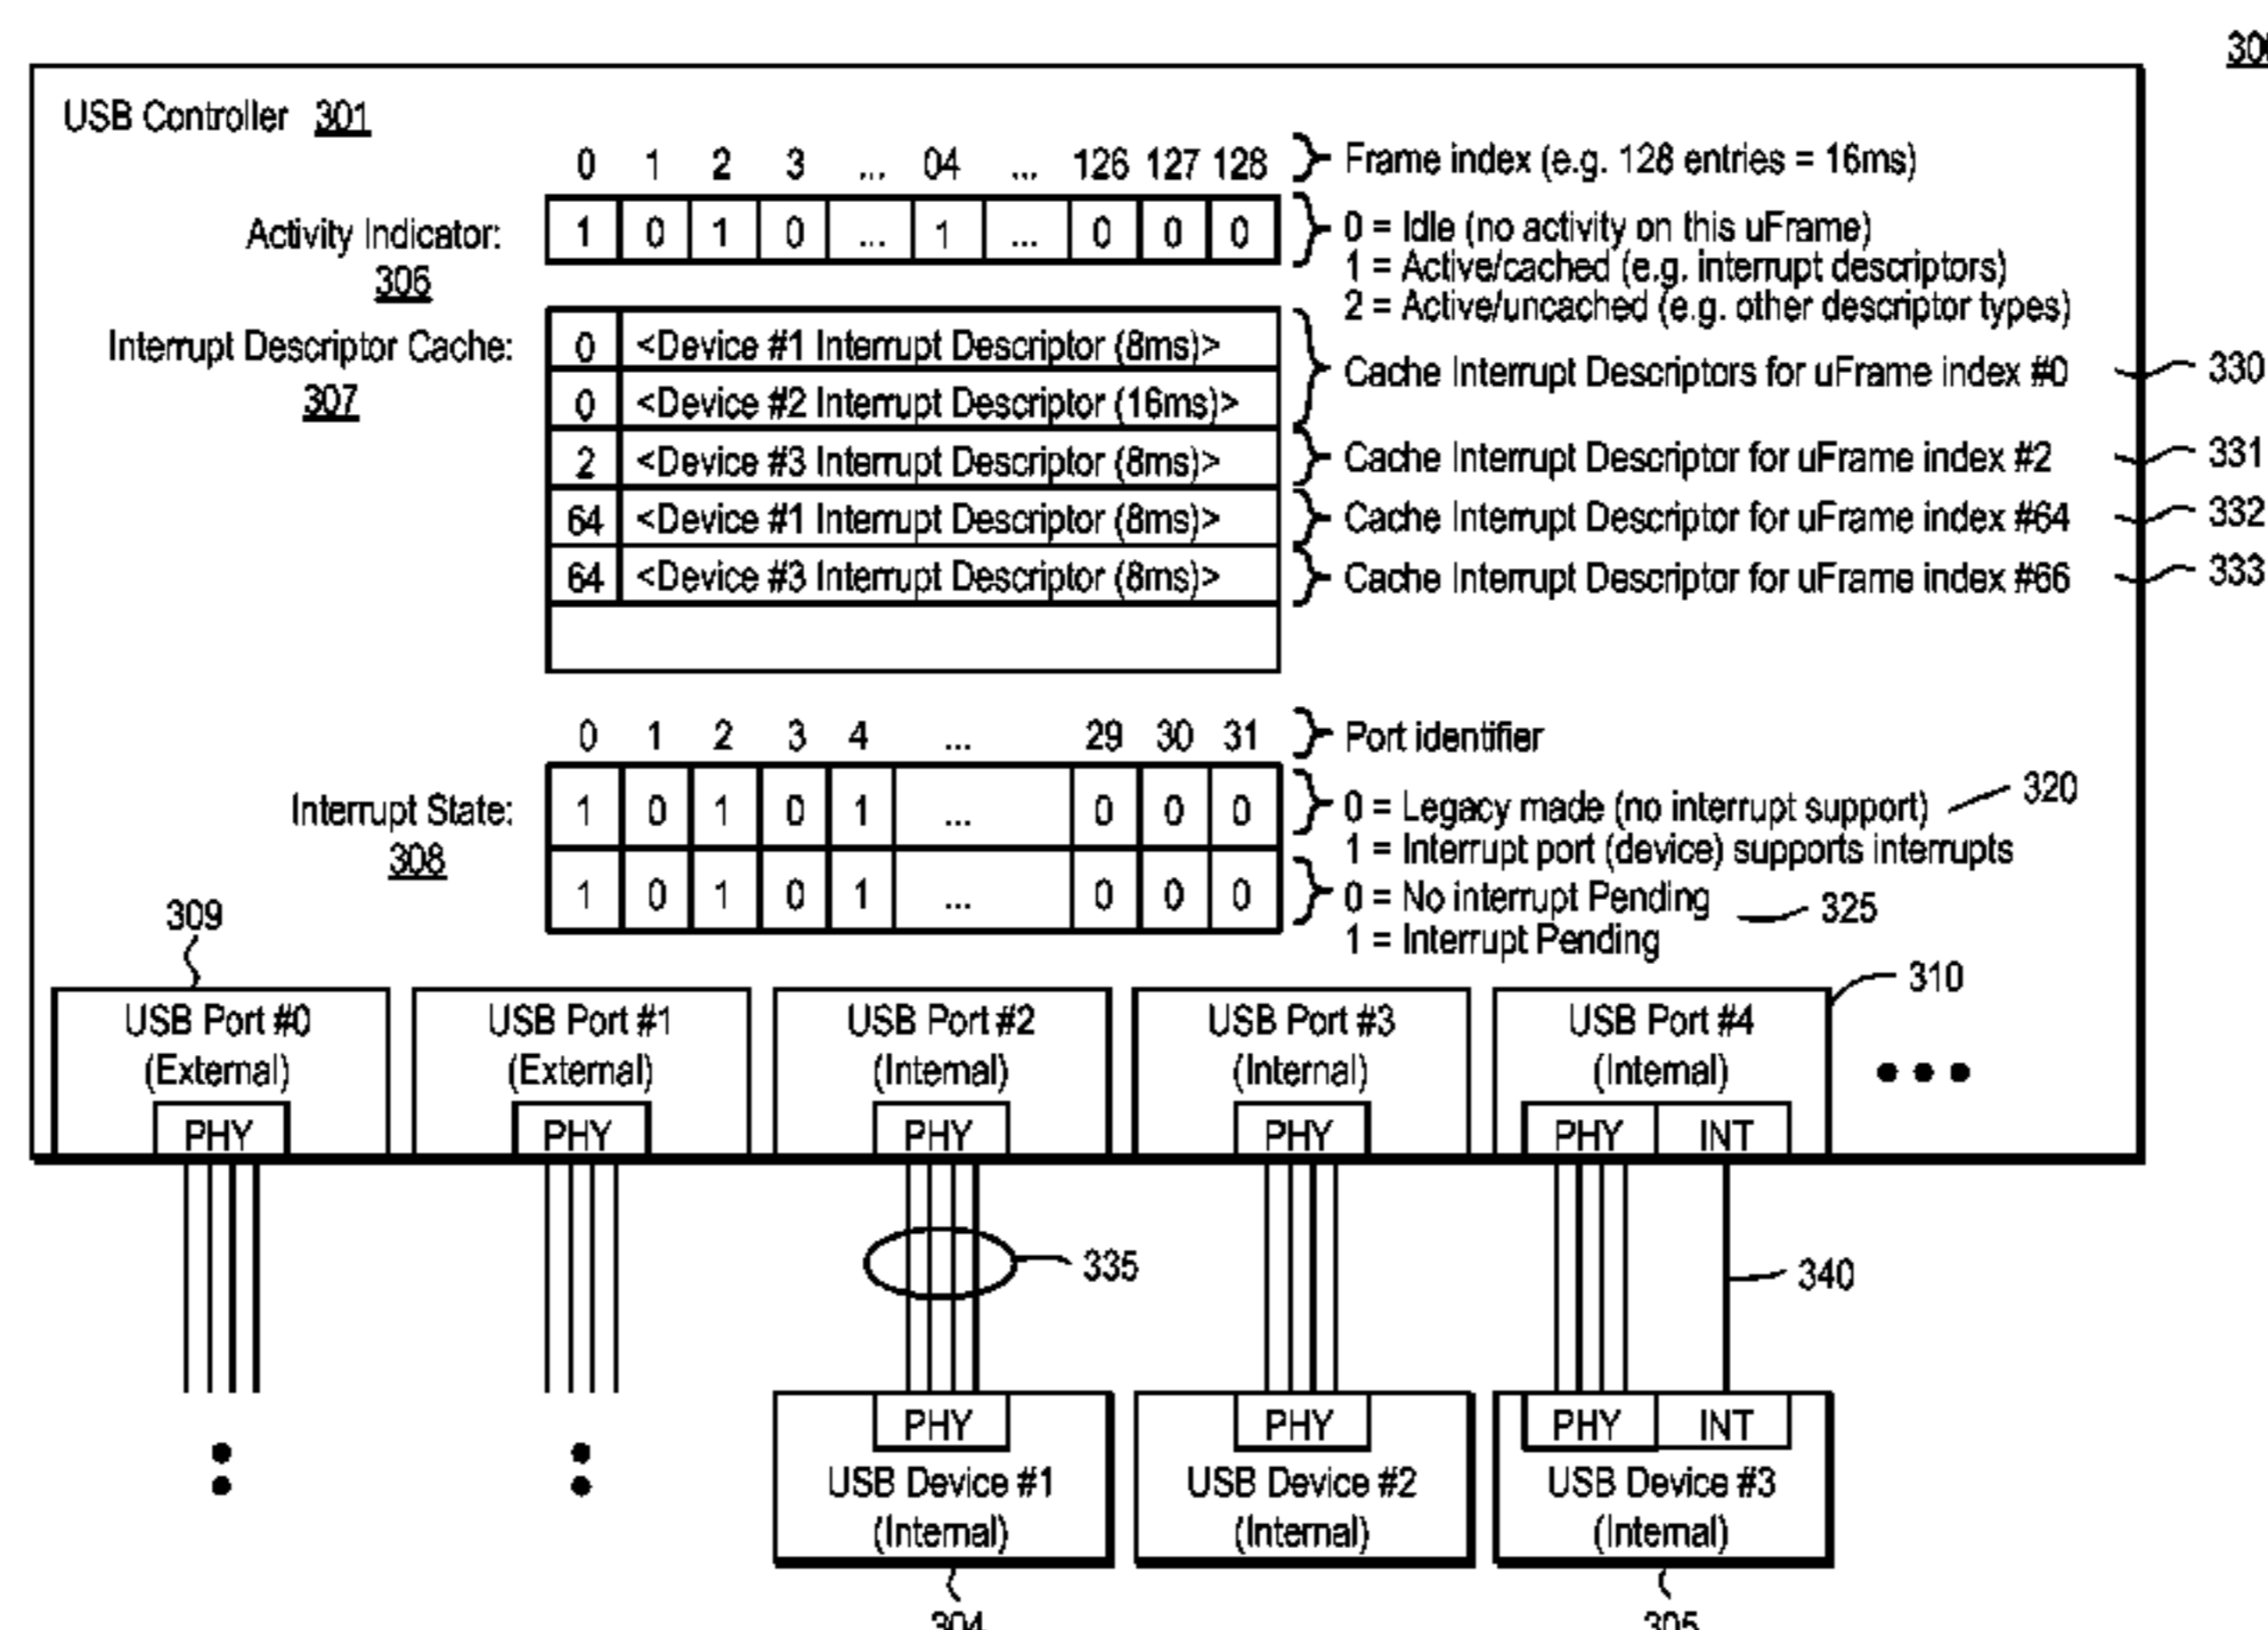 300
USB Controller 301
0 1 2 3 ... 04 ... 126 127 128 Frame index (e.g. 128 entries = 16ms)
Activity Indicator: 1 0 1 0 ... 1 ... 0 0 0 0 = Idle (no activity on this uFrame)
306 1 = Active/cached (e.g. interrupt descriptors)
2 = Active/uncached (e.g. other descriptor types)
Interrupt Descriptor Cache: 0 <Device #1 Interrupt Descriptor (8ms)>
Cache Interrupt Descriptors for uFrame index #0 330
307 0 <Device #2 Interrupt Descriptor (16ms)>
2 <Device #3 Interrupt Descriptor (8ms)> Cache Interrupt Descriptor for uFrame index #2 331
64 <Device #1 Interrupt Descriptor (8ms)> Cache Interrupt Descriptor for uFrame index #64 332
64 <Device #3 Interrupt Descriptor (8ms)> Cache Interrupt Descriptor for uFrame index #66 333
0 1 2 3 4 ... 29 30 31 Port identifier
Interrupt State: 1 0 1 0 1 ... 0 0 0 0 = Legacy made (no interrupt support) 320
308 1 = Interrupt port (device) supports interrupts
1 0 1 0 1 ... 0 0 0 0 = No interrupt Pending 325
1 = Interrupt Pending
309 310
USB Port #0 USB Port #1 USB Port #2 USB Port #3 USB Port #4
(External) (External) (Internal) (Internal) (Internal)
PHY PHY PHY PHY PHY INT
335 340
PHY PHY PHY INT
USB Device #1 USB Device #2 USB Device #3
(Internal) (Internal) (Internal)
304 305